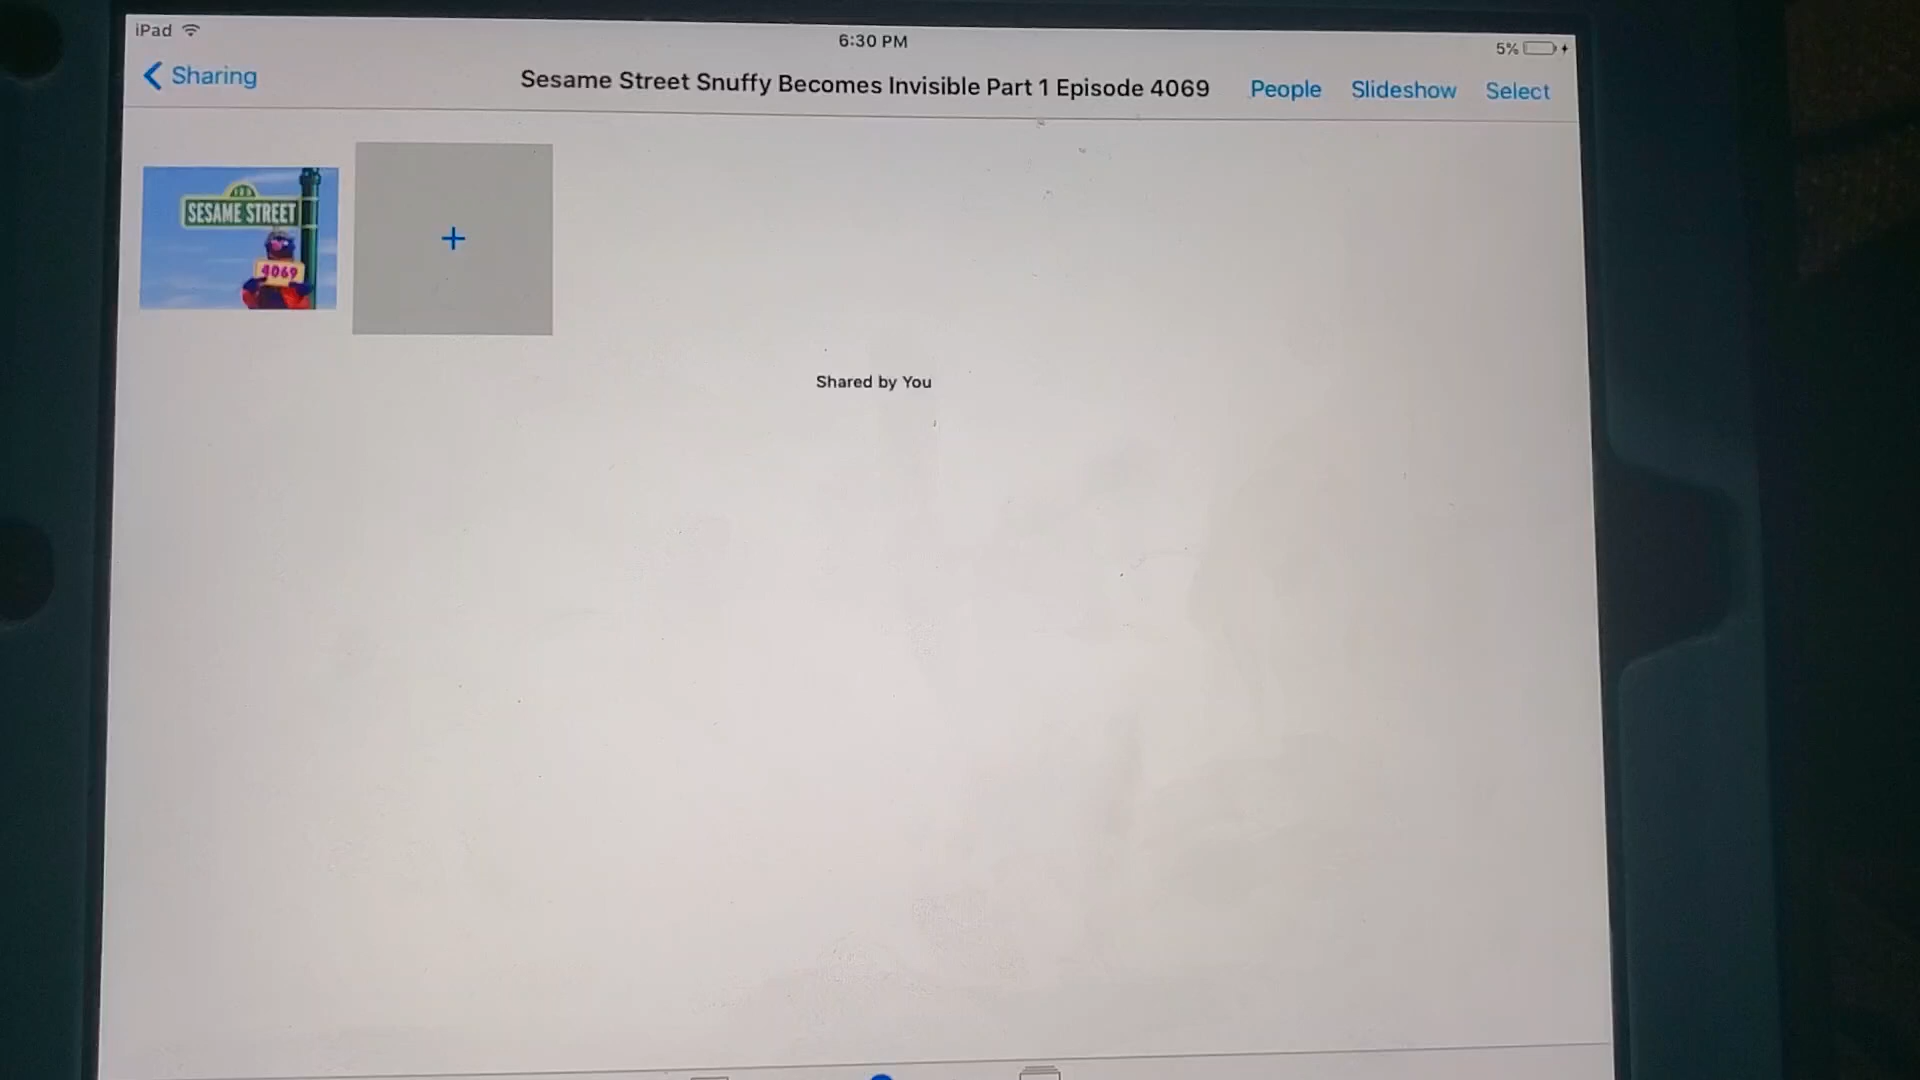 iPad
6:30 PM
5%
Sharing
Sesame Street Snuffy Becomes Invisible Part 1 Episode 4069
People
Slideshow
Select
SESAME STREET
4069
+
Shared by You